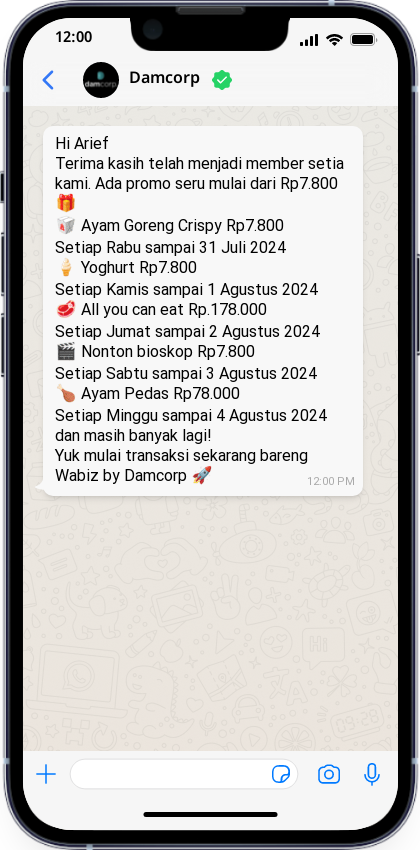 12:00
damcorp
Damcorp
Hi Arief
Terima kasih telah menjadi member setia
kami. Ada promo seru mulai dari Rp7.800
🎁
🥡 Ayam Goreng Crispy Rp7.800
Setiap Rabu sampai 31 Juli 2024
🍦 Yoghurt Rp7.800
Setiap Kamis sampai 1 Agustus 2024
🥩 All you can eat Rp.178.000
Setiap Jumat sampai 2 Agustus 2024
🎬 Nonton bioskop Rp7.800
Setiap Sabtu sampai 3 Agustus 2024
🍗 Ayam Pedas Rp78.000
Setiap Minggu sampai 4 Agustus 2024
dan masih banyak lagi!
Yuk mulai transaksi sekarang bareng
Wabiz by Damcorp 🚀
12:00 PM